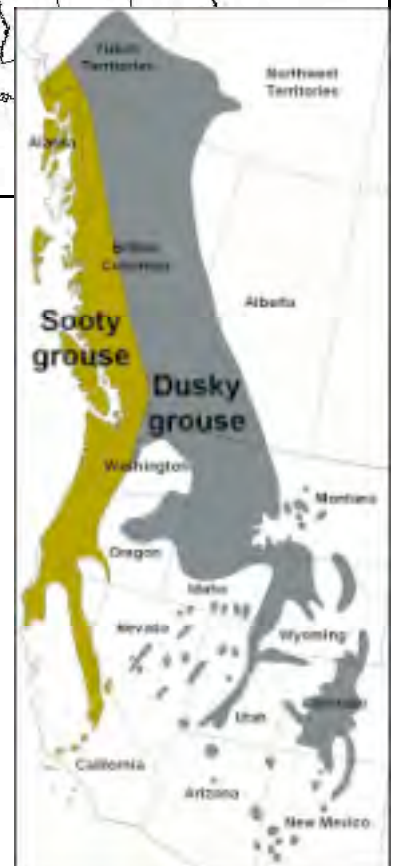 Yukon
Territories
Northwest
Territories
Alaska
British
Columbia
Alberta
Sooty
grouse
Dusky
grouse
Washington
Montana
Oregon
Idaho
Nevada
Wyoming
Utah
Colorado
California
Arizona
New Mexico